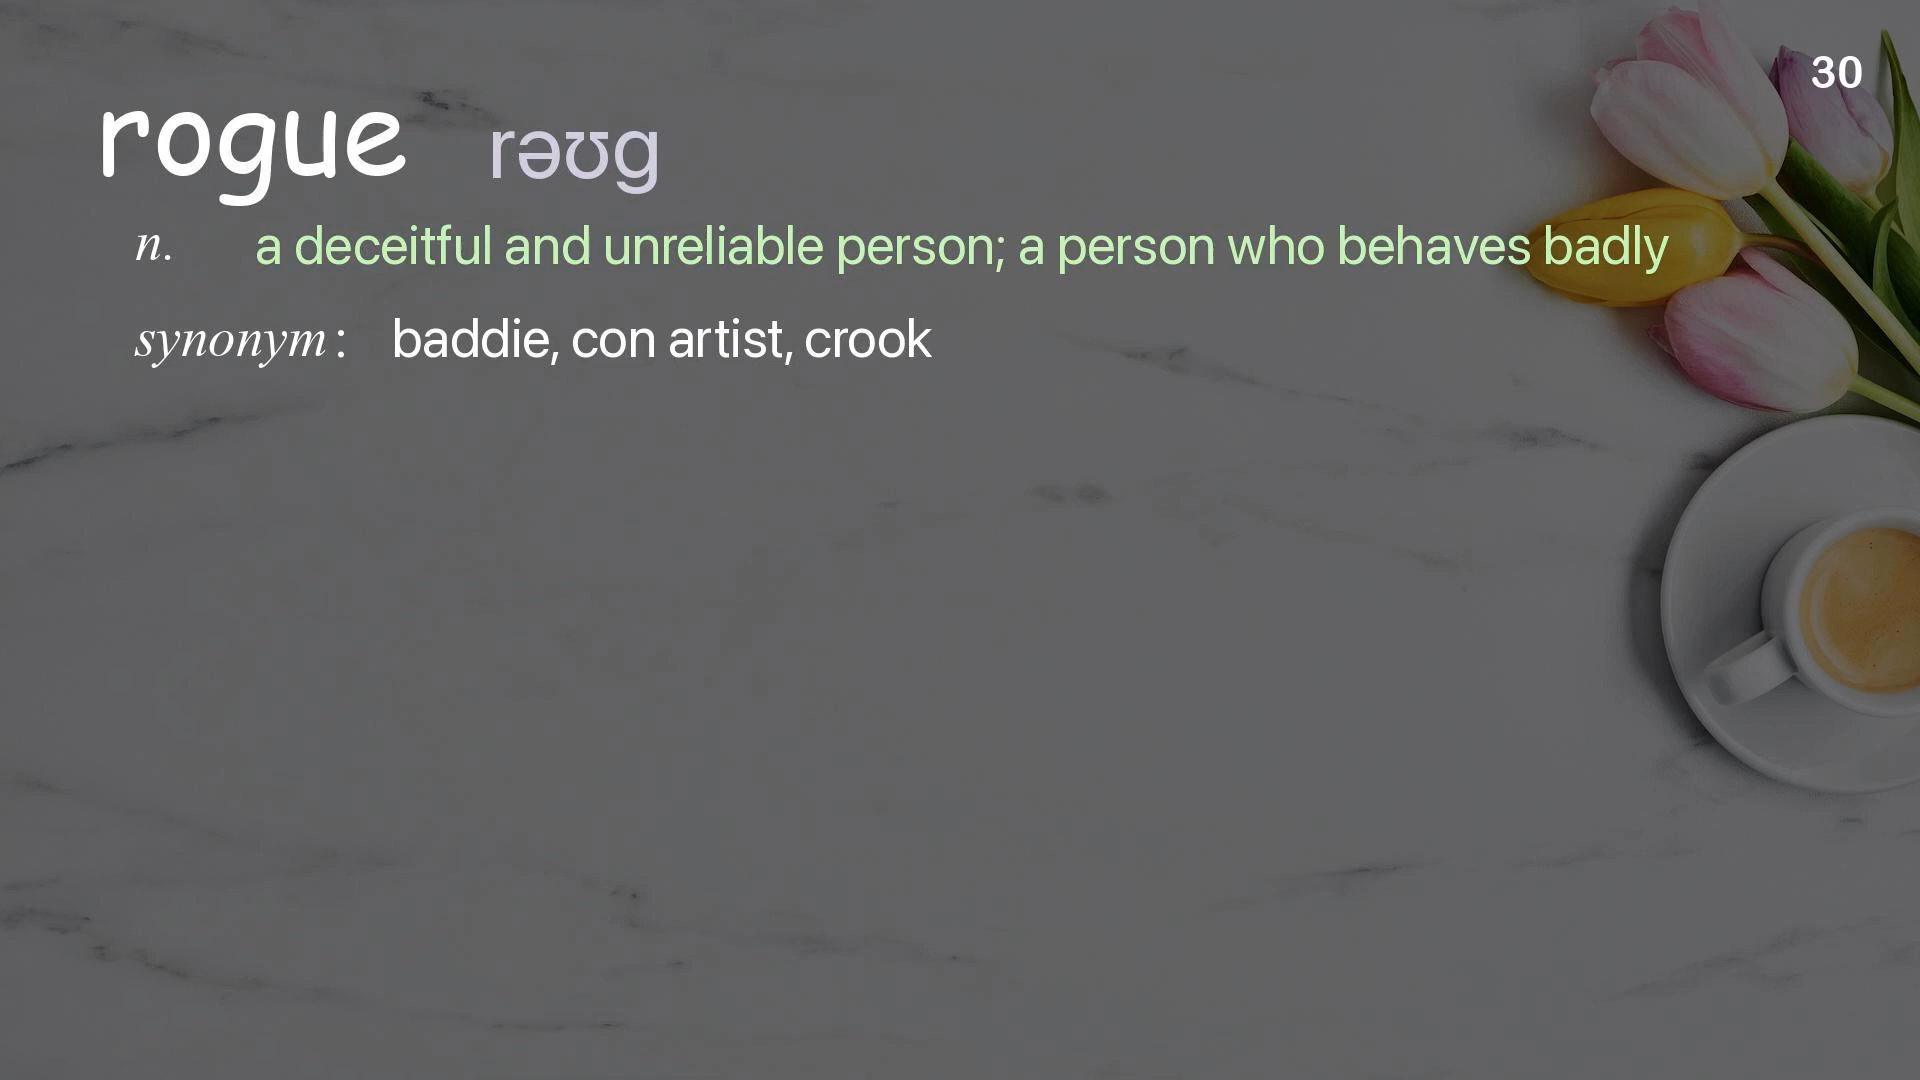 30
rogue rəʊg
n. a deceitful and unreliable person; a person who behaves badly
synonym : baddie, con artist, crook